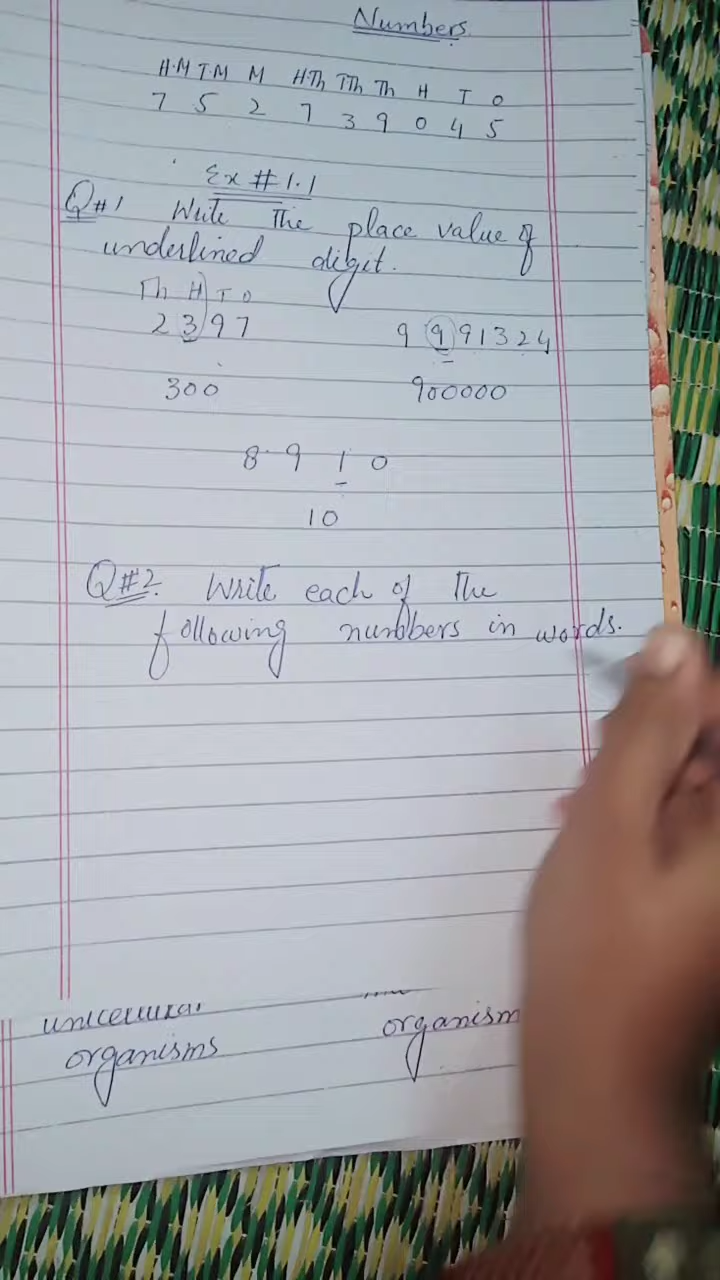 Numbers
H.M T.M M H.Th T.Th Th H T O
7 5 2 7 3 9 0 4 5
Ex # 1.1
Q#1 Write The place value of
underlined digit.
Th H T O
2 3 9 7 9 9 9 1 3 2 4
300 900000
8 9 1 0
10
Q#2. Write each of The
following numbers in words.
unicellular
organisms organism